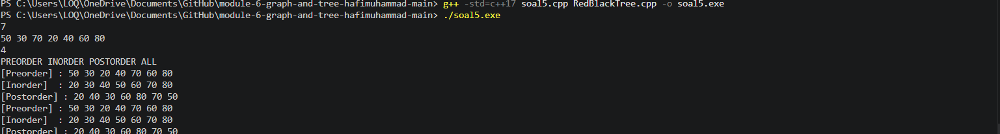 PS C:\Users\LOQ\OneDrive\Documents\GitHub\module-6-graph-and-tree-hafimuhammad-main> g++ -std=c++17 soal5.cpp RedBlackTree.cpp -o soal5.exe
PS C:\Users\LOQ\OneDrive\Documents\GitHub\module-6-graph-and-tree-hafimuhammad-main> ./soal5.exe
7
50 30 70 20 40 60 80
4
PREORDER INORDER POSTORDER ALL
[Preorder] : 50 30 20 40 70 60 80
[Inorder]  : 20 30 40 50 60 70 80
[Postorder] : 20 40 30 60 80 70 50
[Preorder] : 50 30 20 40 70 60 80
[Inorder]  : 20 30 40 50 60 70 80
[Postorder] : 20 40 30 60 80 70 50